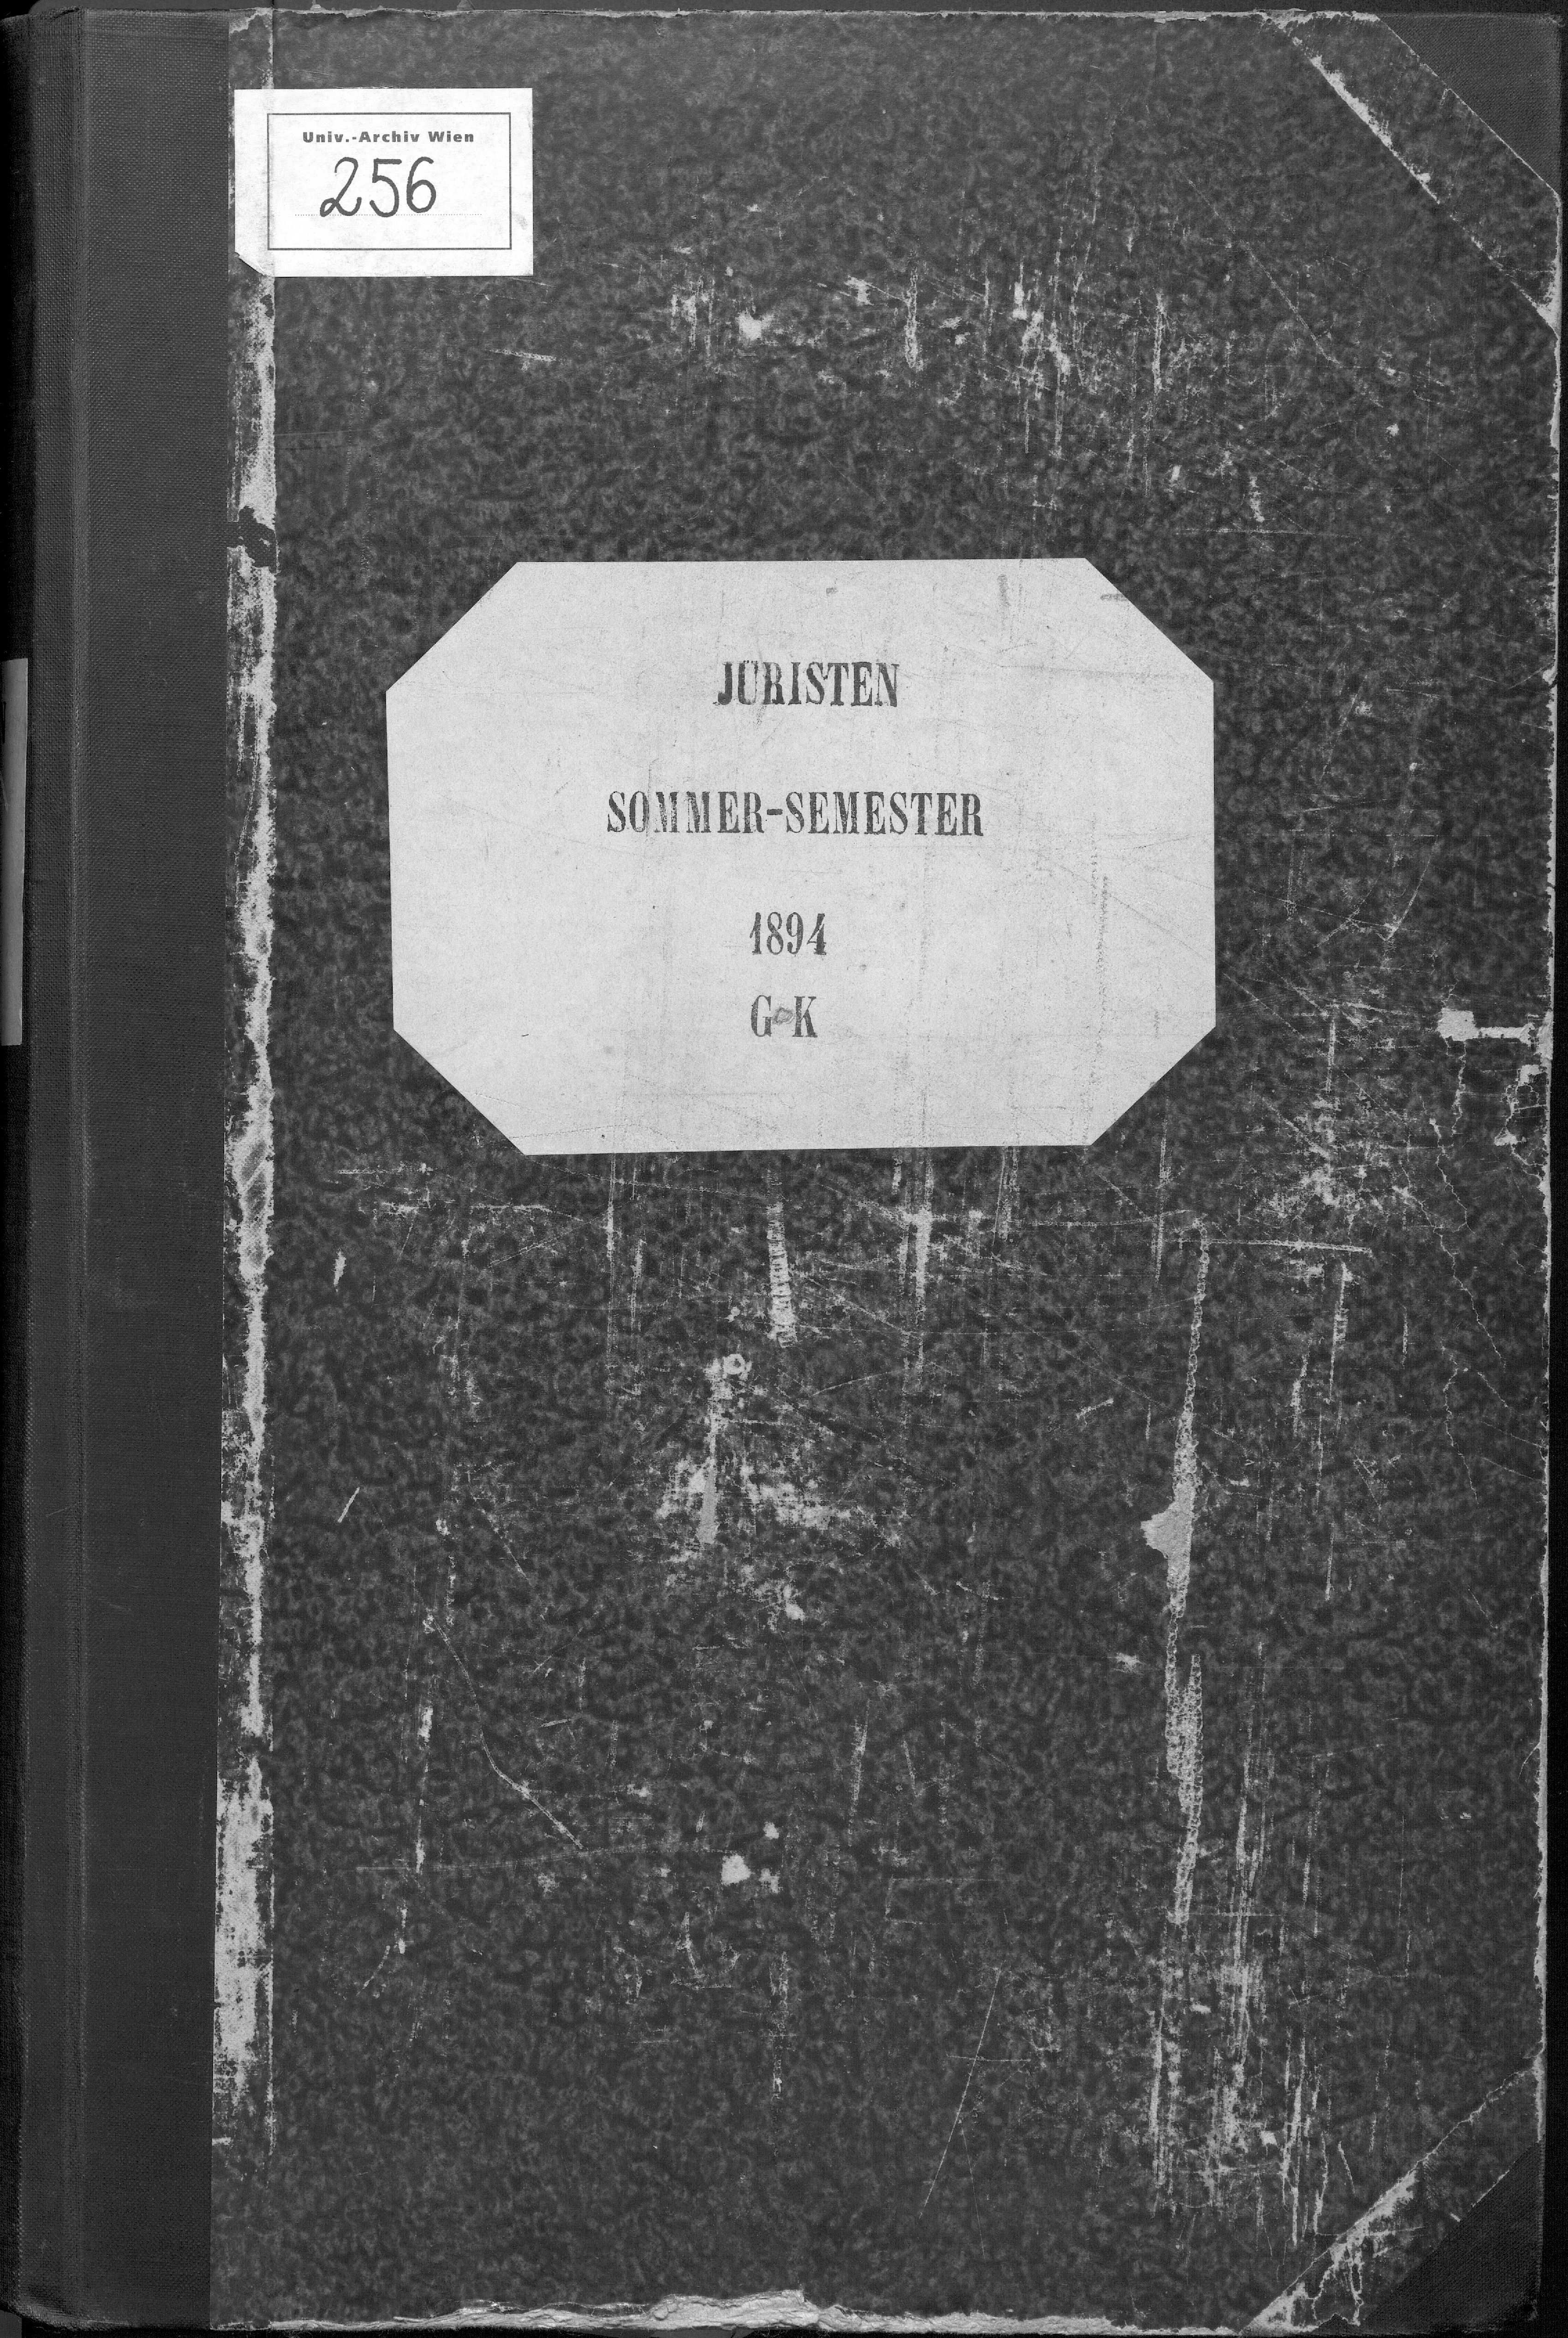 Univ.-Archiv Wien
256
JURISTEN
SOMMER-SEMESTER
1894
G-K